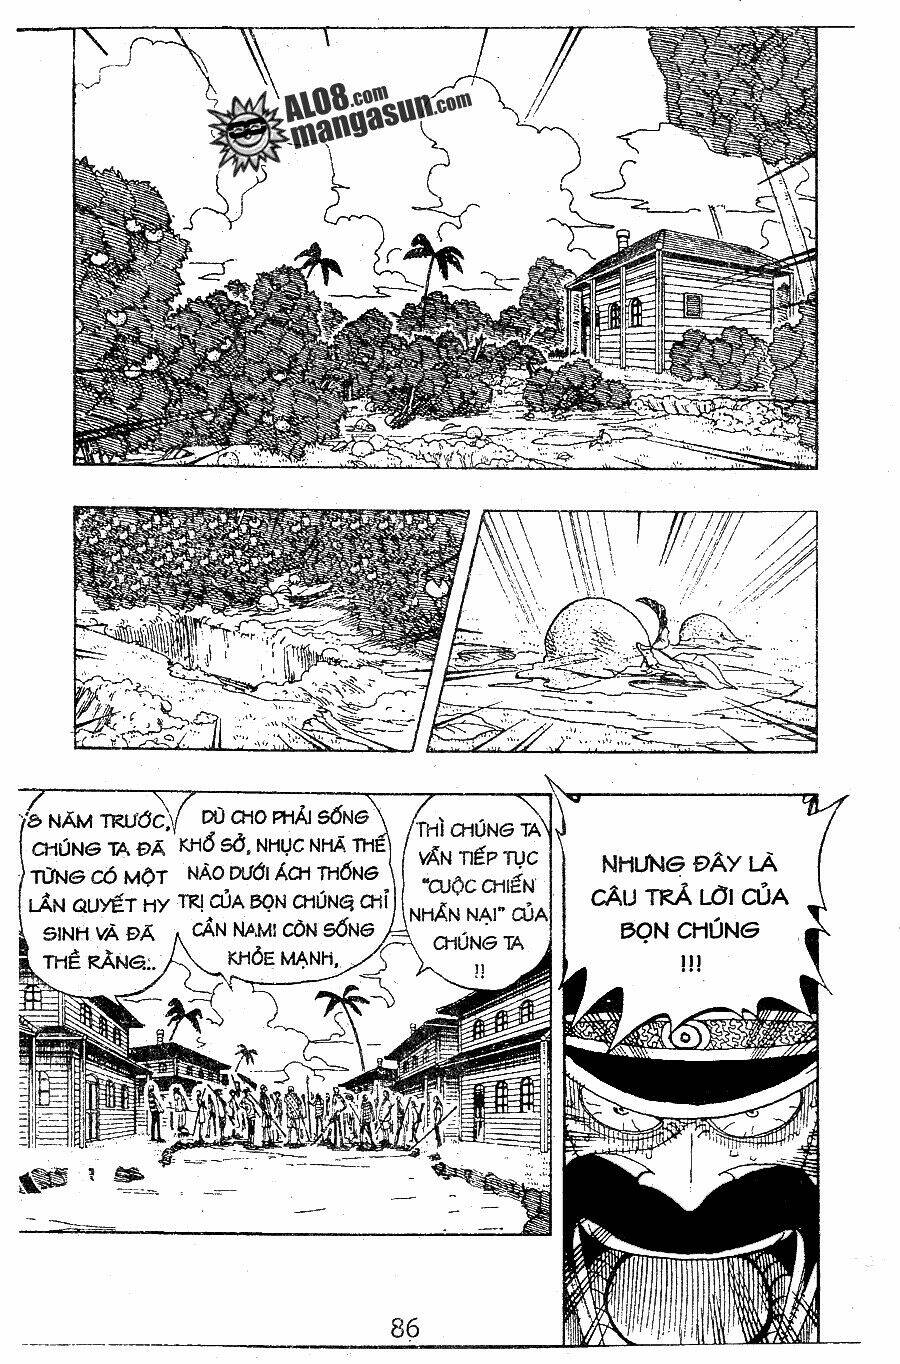 AL08.com
mangasun.com
8 NĂM TRƯỚC,
CHÚNG TA ĐÃ
TỪNG CÓ MỘT
LẦN QUYẾT HY
SINH VÀ ĐÃ
THỀ RẰNG...
DÙ CHO PHẢI SỐNG
KHỔ SỞ, NHỤC NHÃ THẾ
NÀO DƯỚI ÁCH THỐNG
TRỊ CỦA BỌN CHÚNG, CHỈ
CẦN NAMI CÒN SỐNG
KHỎE MẠNH,
THÌ CHÚNG TA
VẪN TIẾP TỤC
"CUỘC CHIẾN
NHẪN NẠI" CỦA
CHÚNG TA
!!
NHƯNG ĐÂY LÀ
CÂU TRẢ LỜI CỦA
BỌN CHÚNG
!!!
86